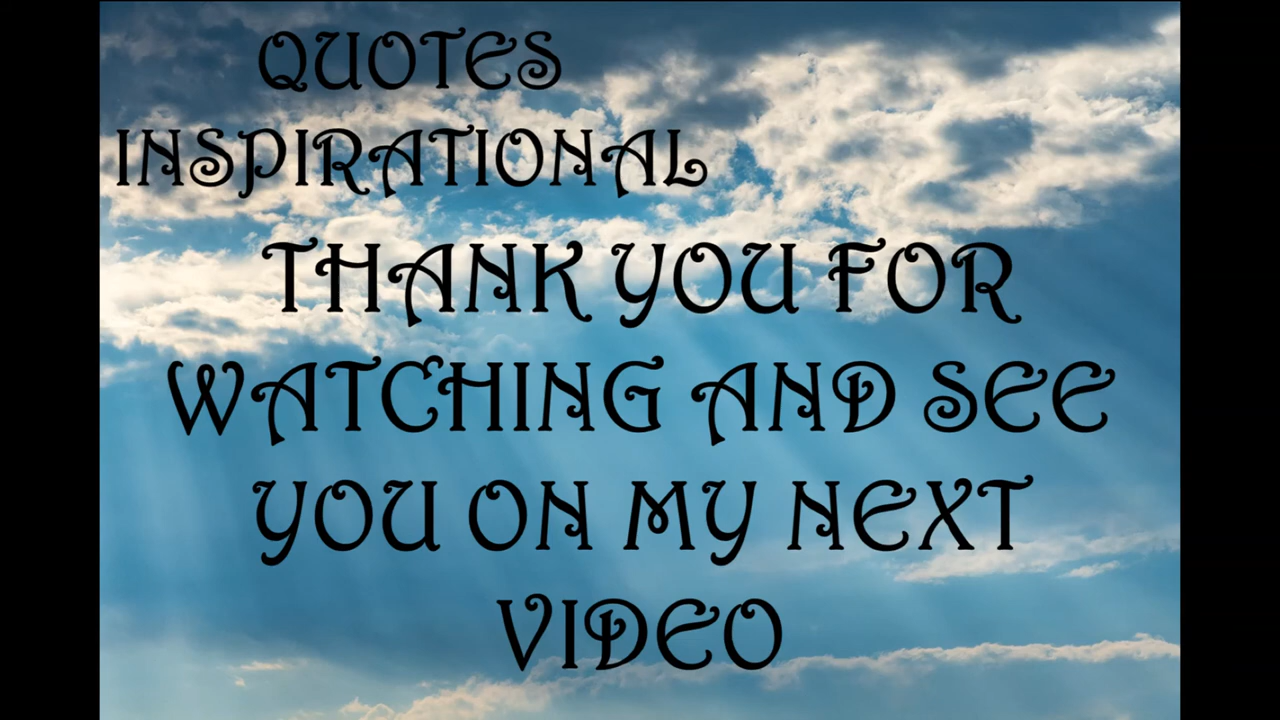 QUOTES
INSPIRATIONAL
THANK YOU FOR
WATCHING AND SEE
YOU ON MY NEXT
VIDEO